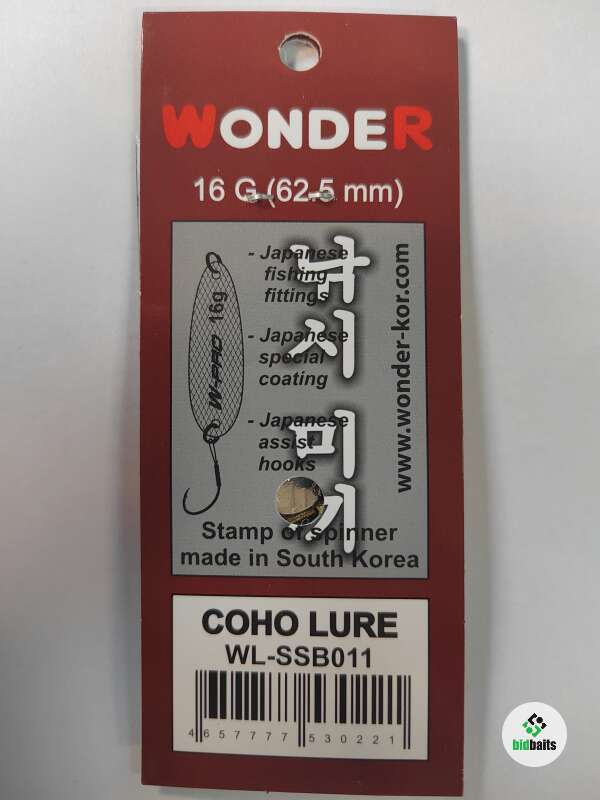 WONDER
16 G (62.5 mm)
W-PRO 16g
- Japanese
fishing
fittings
- Japanese
special
coating
- Japanese
assist
hooks
낚시 미끼
www.wonder-kor.com
Stamp of spinner
made in South Korea
COHO LURE
WL-SSB011
4 657777 530221
bidbaits